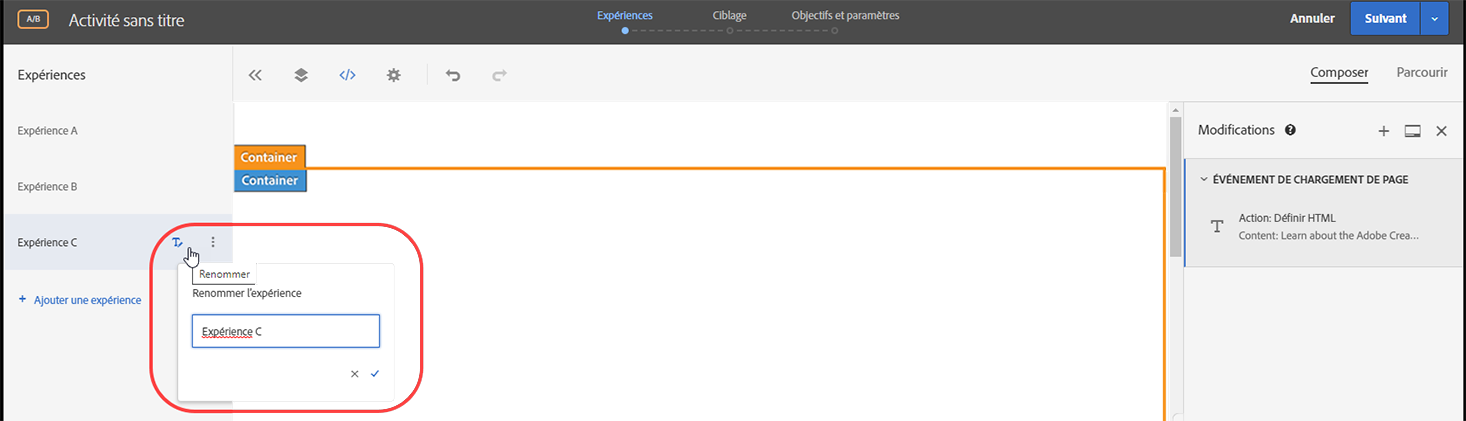 A/B
Activité sans titre
Expériences
Ciblage
Objectifs et paramètres
Annuler
Suivant
Expériences
</>
Composer
Parcourir
Expérience A
Expérience B
Expérience C
+ Ajouter une expérience
Container
Container
Renommer
Renommer l'expérience
Expérience C
Modifications
ÉVÉNEMENT DE CHARGEMENT DE PAGE
Action: Définir HTML
Content: Learn about the Adobe Crea...